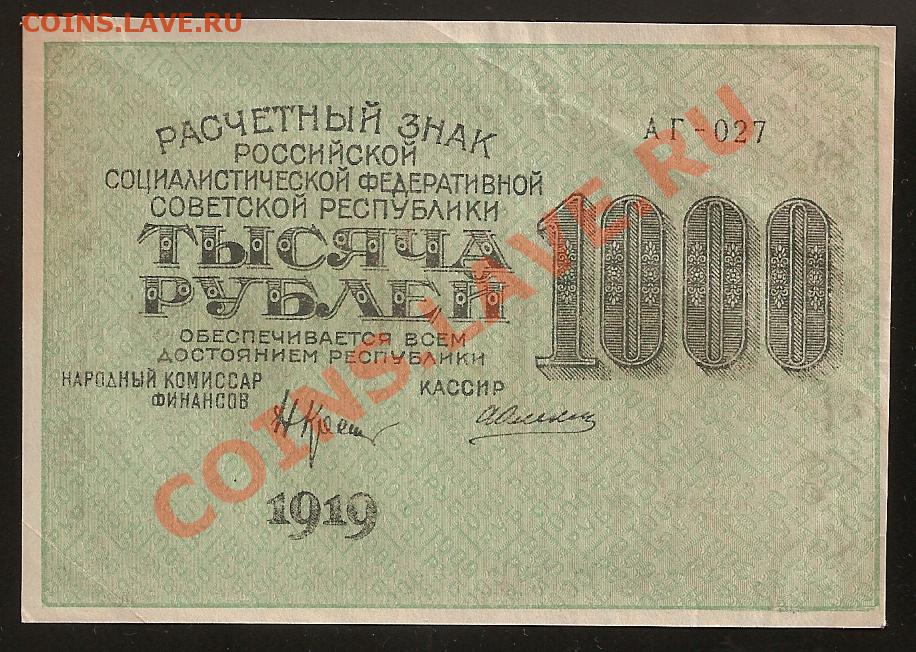 COINS.LAVE.RU
РАСЧЕТНЫЙ ЗНАК
АГ-027
РОССИЙСКОЙ
СОЦИАЛИСТИЧЕСКОЙ ФЕДЕРАТИВНОЙ
СОВЕТСКОЙ РЕСПУБЛИКИ
ТЫСЯЧА
РУБЛЕЙ
1000
ОБЕСПЕЧИВАЕТСЯ ВСЕМ
ДОСТОЯНИЕМ РЕСПУБЛИКИ
НАРОДНЫЙ КОМИССАР
ФИНАНСОВ
КАССИР
1919
COINS.LAVE.RU